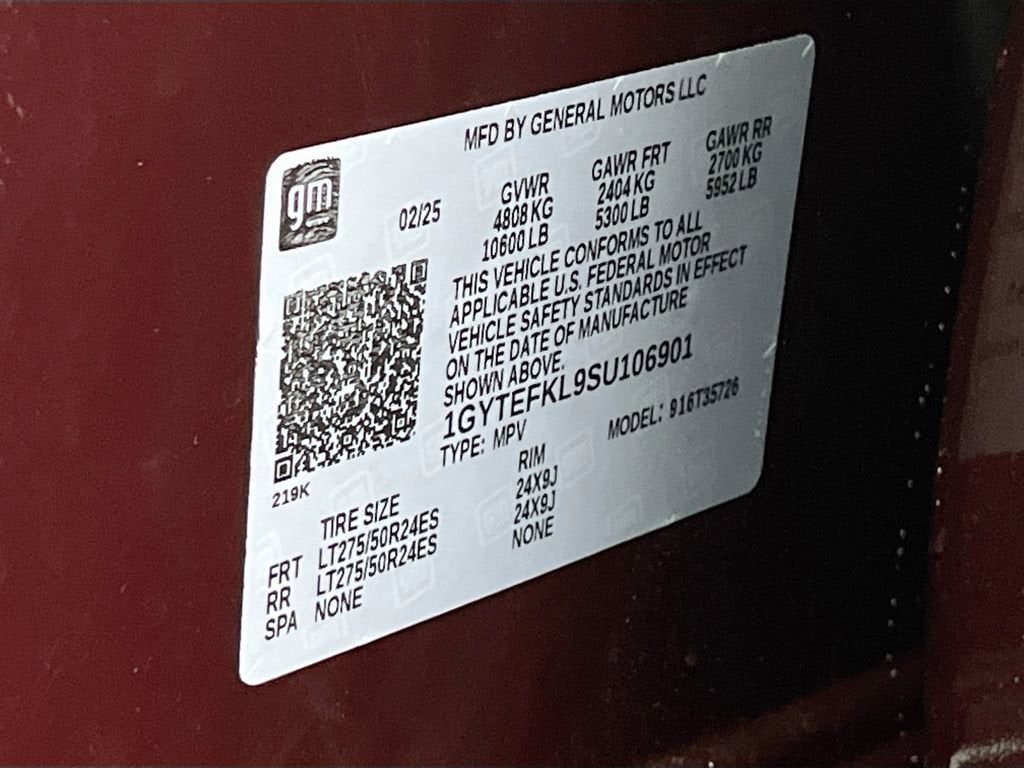 MFD BY GENERAL MOTORS LLC
gm
02/25 GVWR GAWR FRT GAWR RR
4808 KG 2404 KG 2700 KG
10600 LB 5300 LB 5952 LB
THIS VEHICLE CONFORMS TO ALL
APPLICABLE U.S. FEDERAL MOTOR
VEHICLE SAFETY STANDARDS IN EFFECT
ON THE DATE OF MANUFACTURE
SHOWN ABOVE.
1GYTEFKL9SU106901
TYPE: MPV MODEL: 916T35726
219K
TIRE SIZE RIM
FRT LT275/50R24ES 24X9J
RR LT275/50R24ES 24X9J
SPA NONE NONE